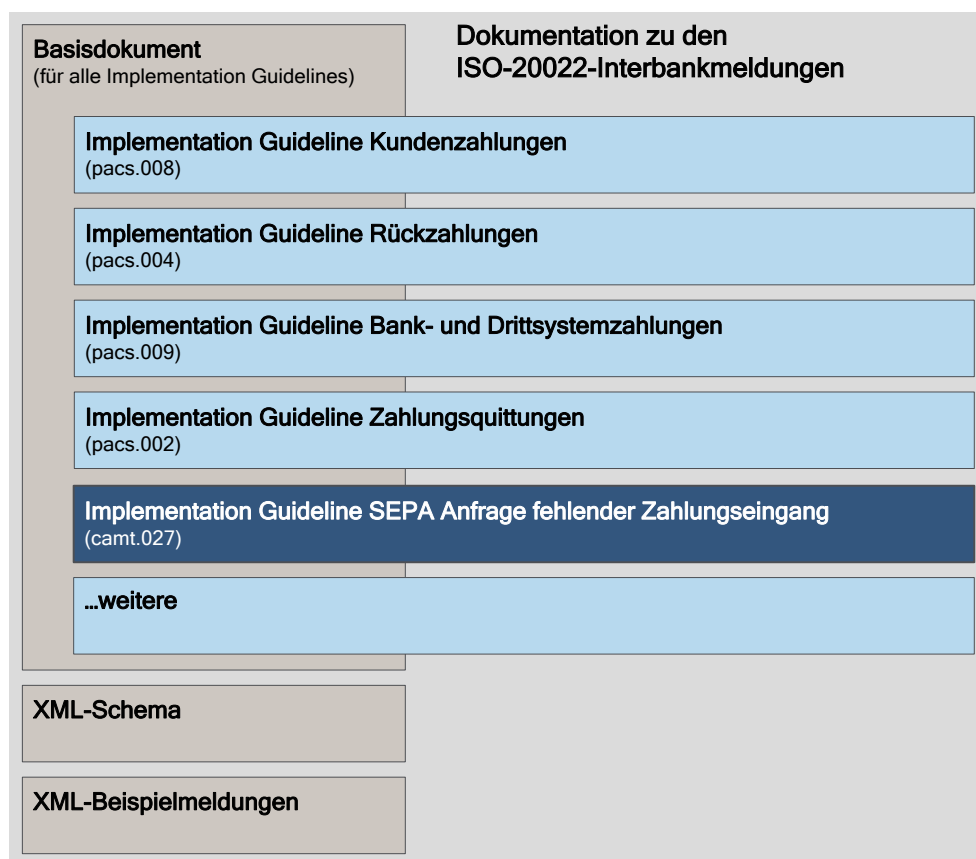 Basisdokument
(für alle Implementation Guidelines)
Dokumentation zu den
ISO-20022-Interbankmeldungen
Implementation Guideline Kundenzahlungen
(pacs.008)
Implementation Guideline Rückzahlungen
(pacs.004)
Implementation Guideline Bank- und Drittsystemzahlungen
(pacs.009)
Implementation Guideline Zahlungsquittungen
(pacs.002)
Implementation Guideline SEPA Anfrage fehlender Zahlungseingang
(camt.027)
...weitere
XML-Schema
XML-Beispielmeldungen